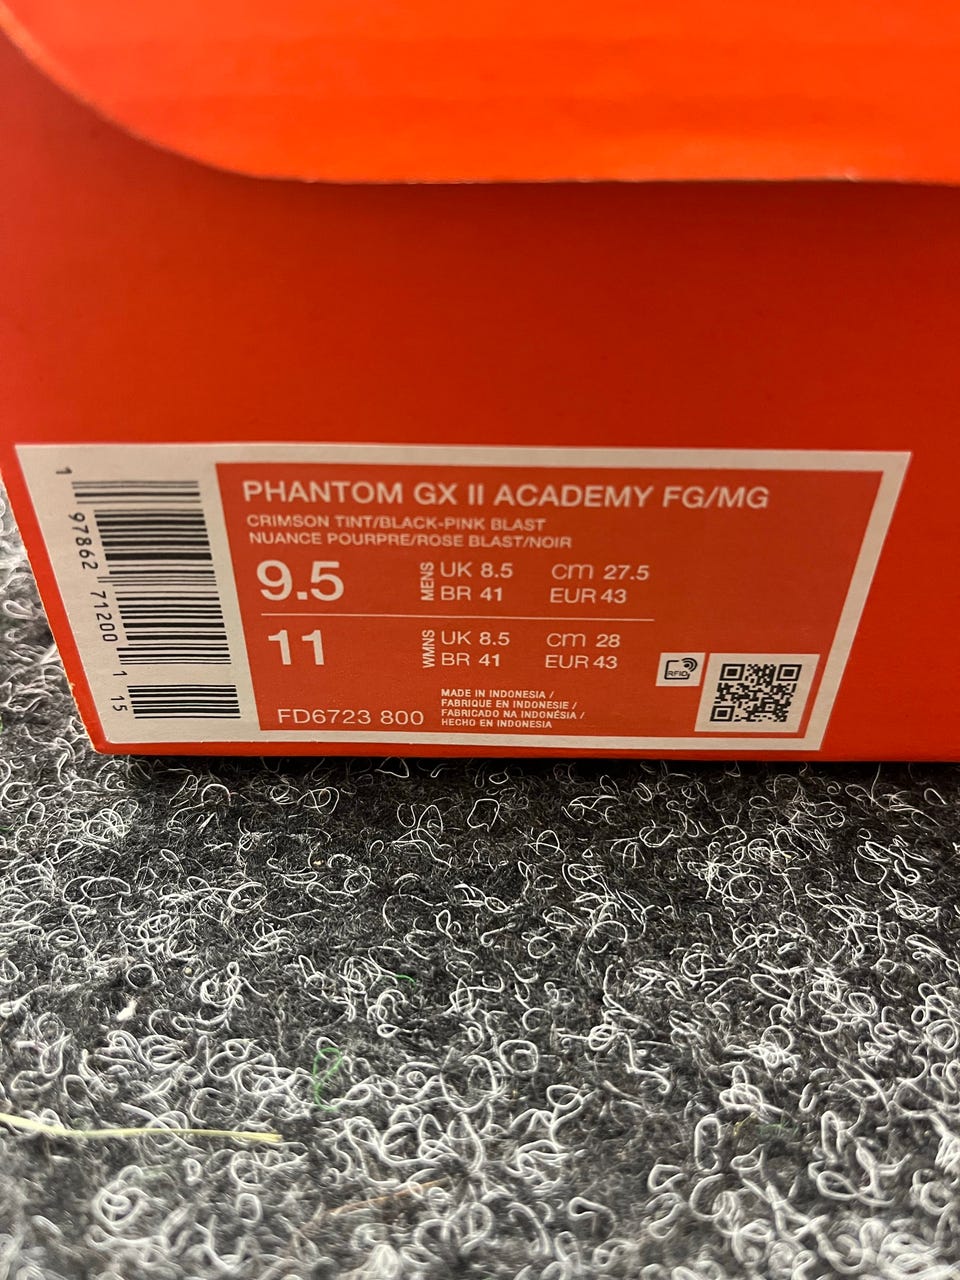 PHANTOM GX II ACADEMY FG/MG
CRIMSON TINT/BLACK-PINK BLAST
NUANCE POURPRE/ROSE BLAST/NOIR
9.5 MENS UK 8.5 cm 27.5
BR 41 EUR 43
11 WMNS UK 8.5 cm 28
BR 41 EUR 43
RFID
FD6723 800
MADE IN INDONESIA /
FABRIQUE EN INDONESIE /
FABRICADO NA INDONÉSIA /
HECHO EN INDONESIA
1 97862 71200 1 15